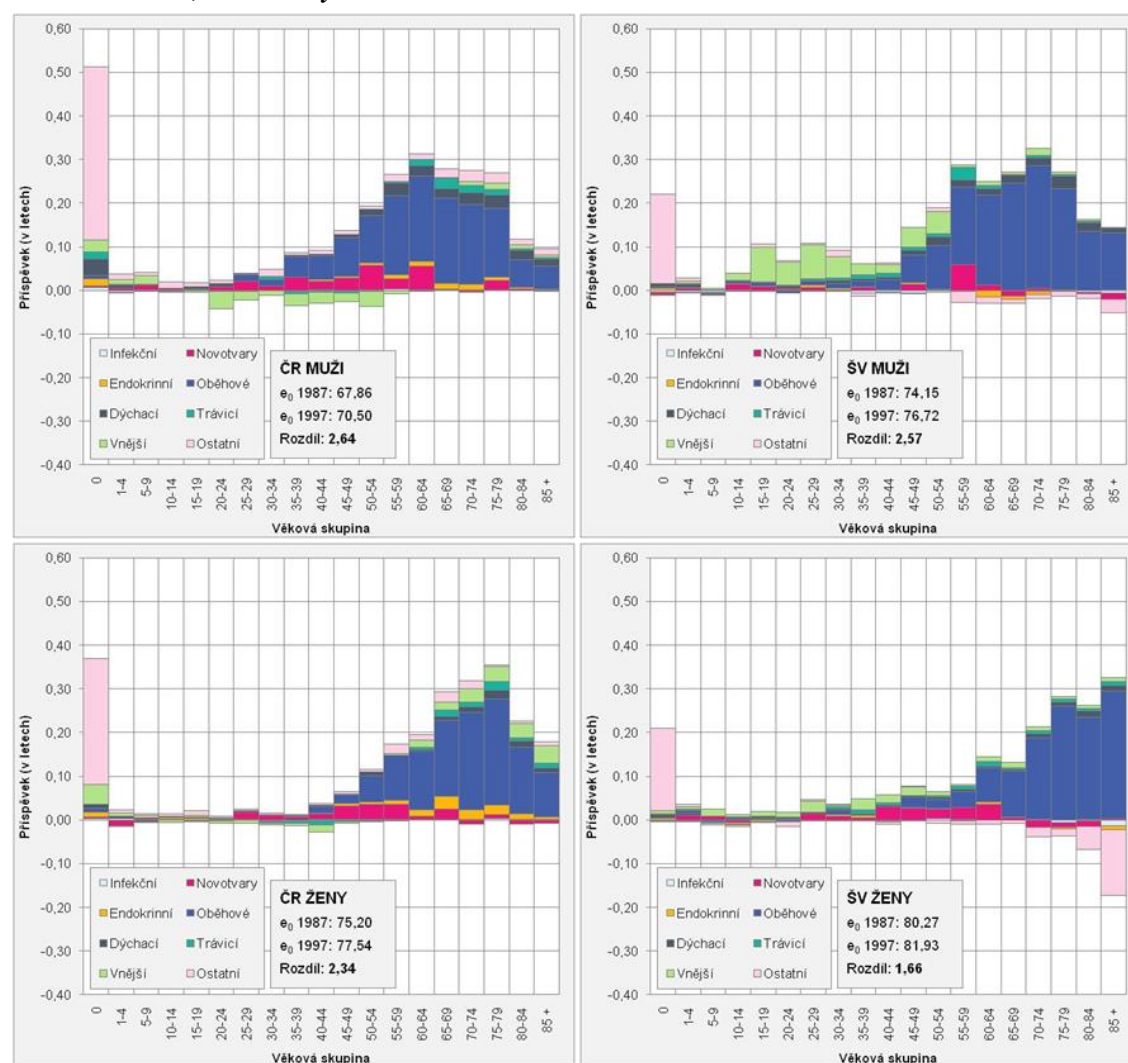 0,60
0,50
0,40
0,30
0,20
0,10
0,00
-0,10
-0,20
-0,30
-0,40
Příspěvek (v letech)
Infekční Novotvary
Endokrinní Oběhové
Dýchací Trávicí
Vnější Ostatní
ČR MUŽI
e0 1987: 67,86
e0 1997: 70,50
Rozdíl: 2,64
0 1-4 5-9 10-14 15-19 20-24 25-29 30-34 35-39 40-44 45-49 50-54 55-59 60-64 65-69 70-74 75-79 80-84 85 +
Věková skupina
0,60
0,50
0,40
0,30
0,20
0,10
0,00
-0,10
-0,20
-0,30
-0,40
Příspěvek (v letech)
Infekční Novotvary
Endokrinní Oběhové
Dýchací Trávicí
Vnější Ostatní
ŠV MUŽI
e0 1987: 74,15
e0 1997: 76,72
Rozdíl: 2,57
0 1-4 5-9 10-14 15-19 20-24 25-29 30-34 35-39 40-44 45-49 50-54 55-59 60-64 65-69 70-74 75-79 80-84 85 +
Věková skupina
0,60
0,50
0,40
0,30
0,20
0,10
0,00
-0,10
-0,20
-0,30
-0,40
Příspěvek (v letech)
Infekční Novotvary
Endokrinní Oběhové
Dýchací Trávicí
Vnější Ostatní
ČR ŽENY
e0 1987: 75,20
e0 1997: 77,54
Rozdíl: 2,34
0 1-4 5-9 10-14 15-19 20-24 25-29 30-34 35-39 40-44 45-49 50-54 55-59 60-64 65-69 70-74 75-79 80-84 85 +
Věková skupina
0,60
0,50
0,40
0,30
0,20
0,10
0,00
-0,10
-0,20
-0,30
-0,40
Příspěvek (v letech)
Infekční Novotvary
Endokrinní Oběhové
Dýchací Trávicí
Vnější Ostatní
ŠV ŽENY
e0 1987: 80,27
e0 1997: 81,93
Rozdíl: 1,66
0 1-4 5-9 10-14 15-19 20-24 25-29 30-34 35-39 40-44 45-49 50-54 55-59 60-64 65-69 70-74 75-79 80-84 85 +
Věková skupina